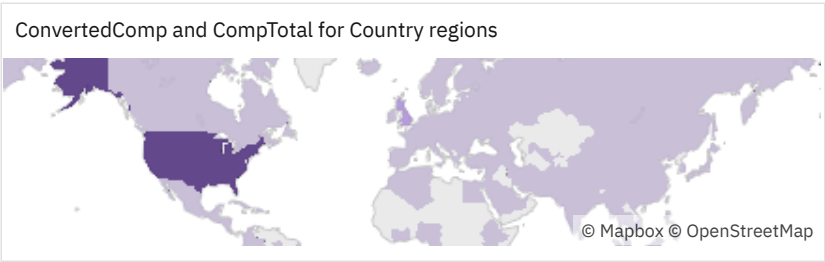 ConvertedComp and CompTotal for Country regions
© Mapbox © OpenStreetMap